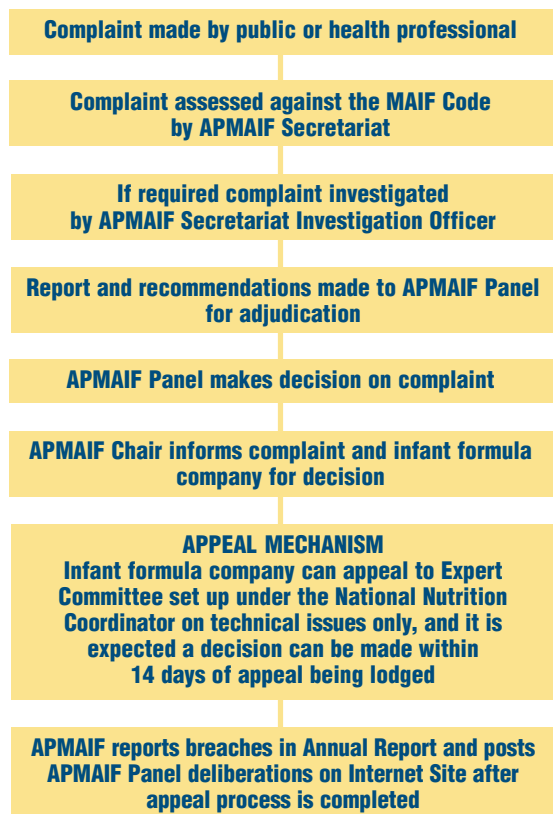 Complaint made by public or health professional
Complaint assessed against the MAIF Code
by APMAIF Secretariat
If required complaint investigated
by APMAIF Secretariat Investigation Officer
Report and recommendations made to APMAIF Panel
for adjudication
APMAIF Panel makes decision on complaint
APMAIF Chair informs complaint and infant formula
company for decision
APPEAL MECHANISM
Infant formula company can appeal to Expert
Committee set up under the National Nutrition
Coordinator on technical issues only, and it is
expected a decision can be made within
14 days of appeal being lodged
APMAIF reports breaches in Annual Report and posts
APMAIF Panel deliberations on Internet Site after
appeal process is completed